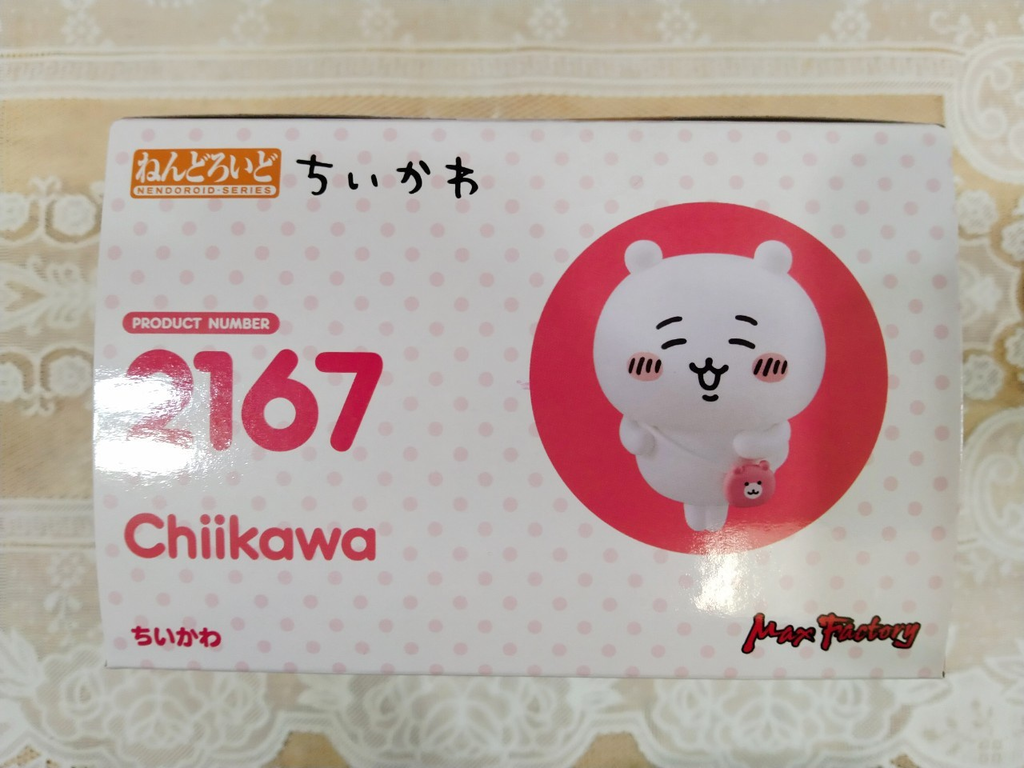 ねんどろいど
NENDOROID-SERIES
ちいかわ
PRODUCT NUMBER
2167
Chiikawa
ちいかわ
Max Factory